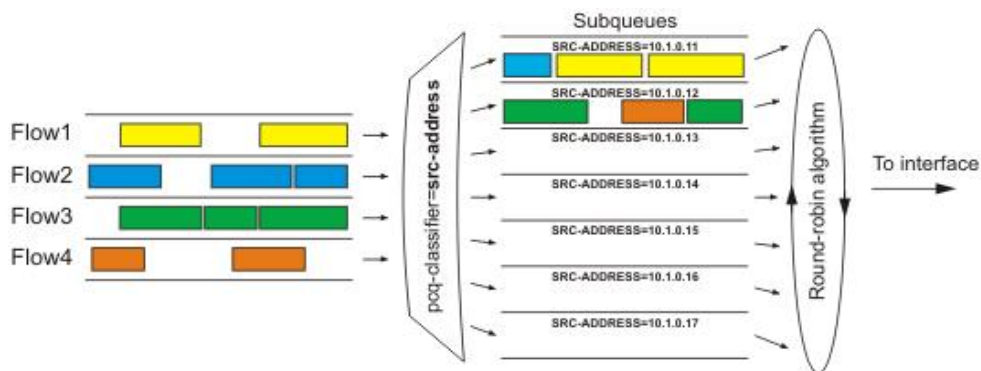 Subqueues
SRC-ADDRESS=10.1.0.11
SRC-ADDRESS=10.1.0.12
Flow1
SRC-ADDRESS=10.1.0.13
Flow2
SRC-ADDRESS=10.1.0.14
Flow3
SRC-ADDRESS=10.1.0.15
Flow4
SRC-ADDRESS=10.1.0.16
SRC-ADDRESS=10.1.0.17
pcq-classifier=src-address
Round-robin algorithm
To interface